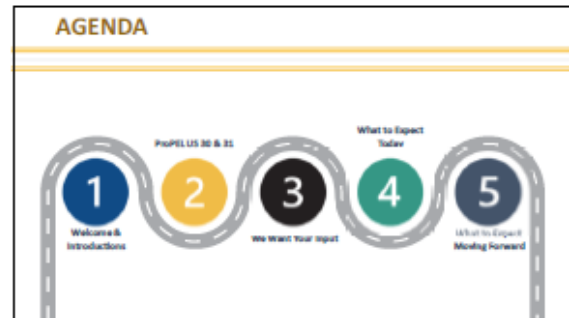 AGENDA
1
Welcome &
Introductions
ProPEL US 30 & 31
2
3
We Want Your Input
What to Expect
Today
4
5
What to Expect
Moving Forward